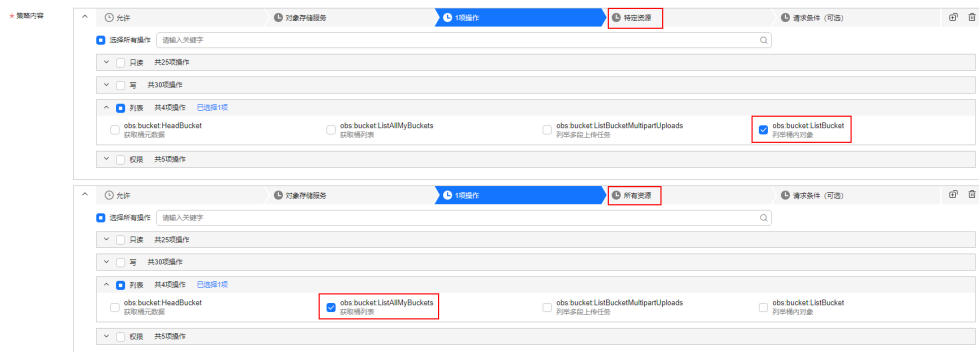 * 策略内容
允许 对象存储服务 1项操作 特定资源 请求条件（可选）
选择所有操作 请输入关键字
只读 共25项操作
写 共30项操作
列表 共4项操作 已选择1项
obs:bucket:HeadBucket obs:bucket:ListAllMyBuckets obs:bucket:ListBucketMultipartUploads obs:bucket:ListBucket
获取桶元数据 获取桶列表 列举多段上传任务 列举桶内对象
权限 共5项操作
允许 对象存储服务 1项操作 所有资源 请求条件（可选）
选择所有操作 请输入关键字
只读 共25项操作
写 共30项操作
列表 共4项操作 已选择1项
obs:bucket:HeadBucket obs:bucket:ListAllMyBuckets obs:bucket:ListBucketMultipartUploads obs:bucket:ListBucket
获取桶元数据 获取桶列表 列举多段上传任务 列举桶内对象
权限 共5项操作